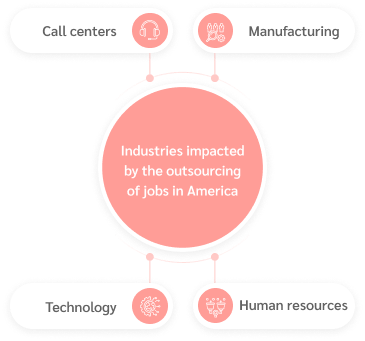 Call centers
Manufacturing
Industries impacted
by the outsourcing
of jobs in America
Technology
Human resources